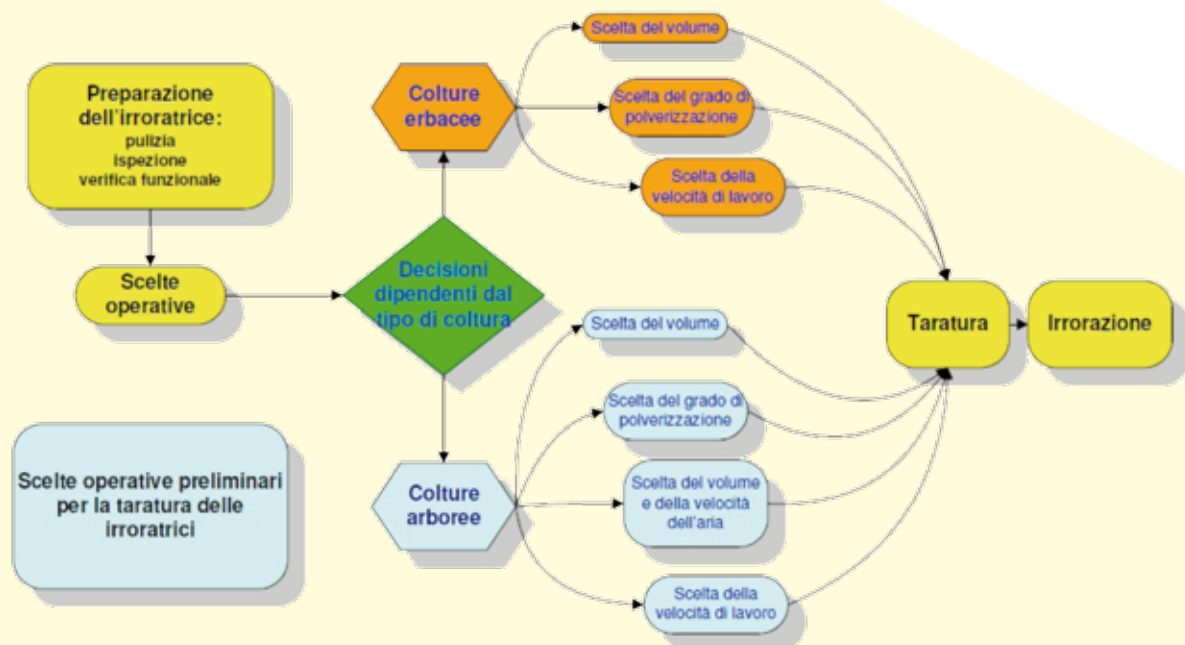 Preparazione
dell'irroratrice:
pulizia
ispezione
verifica funzionale
Scelte
operative
Decisioni
dipendenti dal
tipo di coltura
Colture
erbacee
Scelta del volume
Scelta del grado di
polverizzazione
Scelta della
velocità di lavoro
Colture
arboree
Scelta del volume
Scelta del grado di
polverizzazione
Scelta del volume
e della velocità
dell'aria
Scelta della
velocità di lavoro
Taratura
Irrorazione
Scelte operative preliminari
per la taratura delle
irroratrici